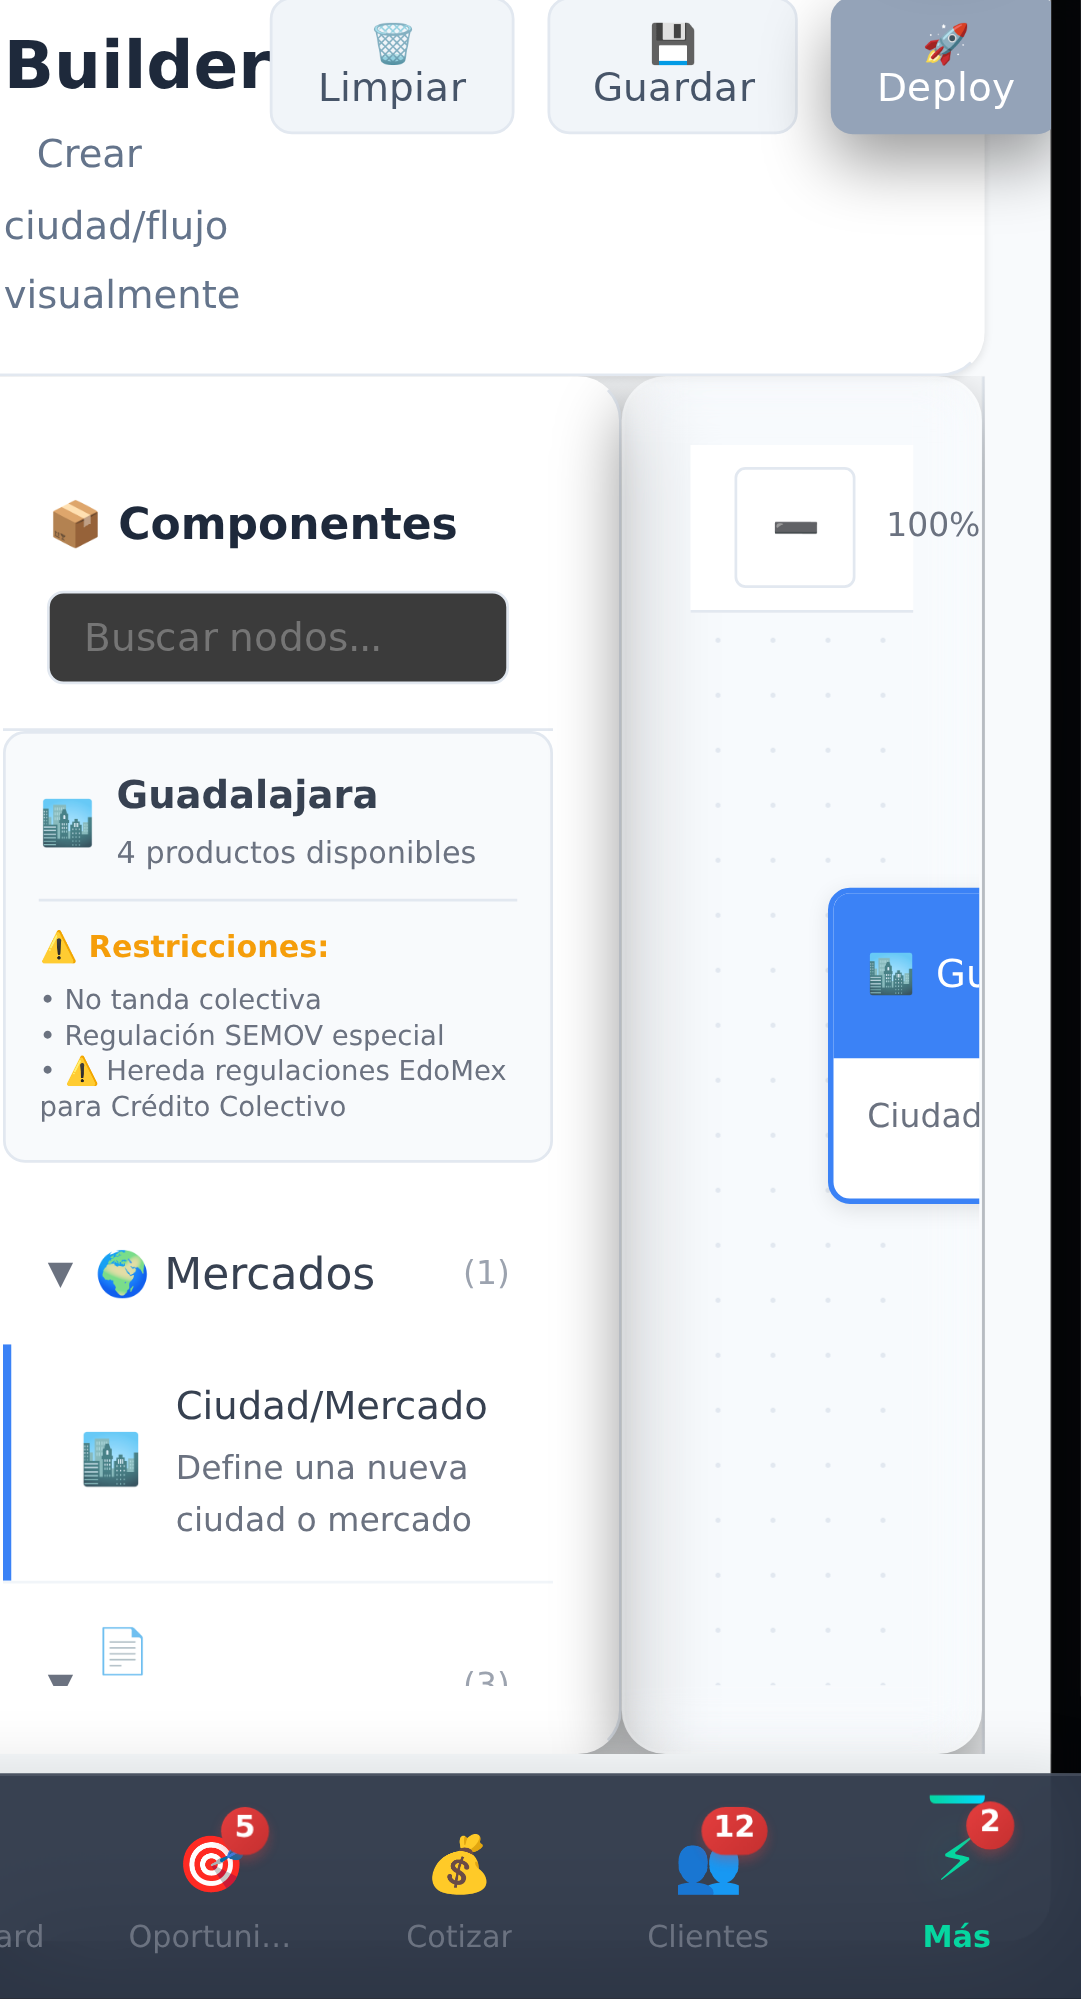 Builder
🗑️ Limpiar
💾 Guardar
🚀 Deploy
Crear
ciudad/flujo
visualmente
📦 Componentes
Buscar nodos...
➖ 100%
🏙️ Guadalajara
4 productos disponibles
⚠️ Restricciones:
• No tanda colectiva
• Regulación SEMOV especial
• ⚠️ Hereda regulaciones EdoMex
para Crédito Colectivo
🏙️ Gu
Ciudad
▼ 🌍 Mercados (1)
🏙️ Ciudad/Mercado
Define una nueva
ciudad o mercado
▼ 📄 (3)
5
12
2
ard
Oportuni...
Cotizar
Clientes
Más